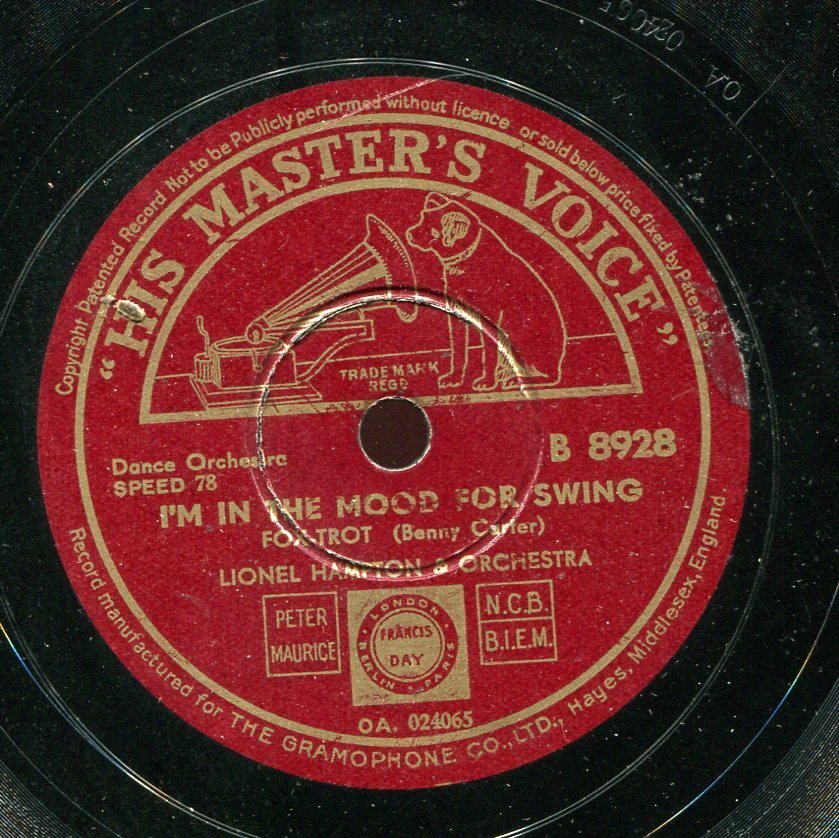 OA 024065
Copyright Patented Record Not to be Publicly performed without licence or sold below price fixed by Patentees
"HIS MASTER'S VOICE"
TRADE MARK
REGD
Dance Orchestra
SPEED 78
B 8928
I'M IN THE MOOD FOR SWING
FOX-TROT (Benny Carter)
LIONEL HAMPTON & ORCHESTRA
PETER
MAURICE
LONDON
FRANCIS
DAY
BERLIN · PARIS
N.C.B.
B.I.E.M.
OA. 024065
Record manufactured for THE GRAMOPHONE CO., LTD., Hayes, Middlesex, England.